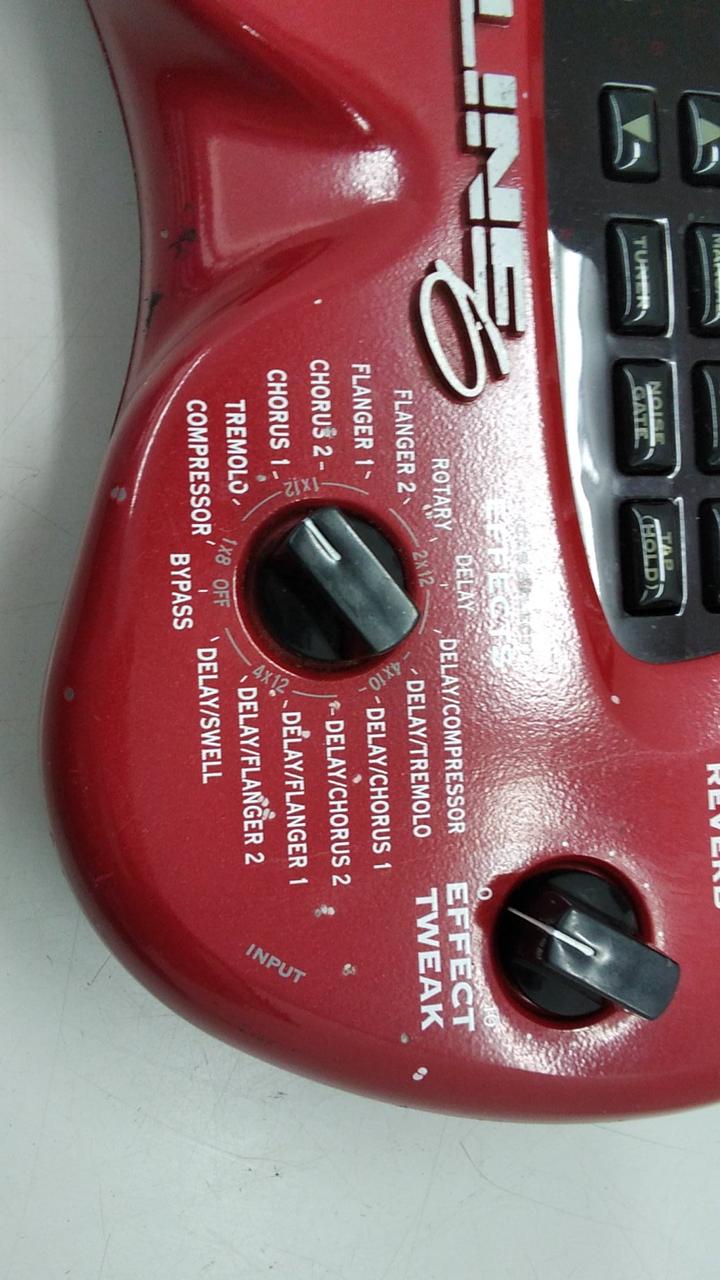 LINE 6
TUNER
NOISE
GATE
TAP
(HOLD)
EFFECTS
BYPASS
COMPRESSOR
TREMOLO
CHORUS 1
CHORUS 2
FLANGER 1
FLANGER 2
ROTARY
DELAY
DELAY/COMPRESSOR
DELAY/TREMOLO
DELAY/CHORUS 1
DELAY/CHORUS 2
DELAY/FLANGER 1
DELAY/FLANGER 2
DELAY/SWELL
OFF
1X8
1X12
2X12
4X10
4X12
REVERB
EFFECT
TWEAK
0
10
INPUT